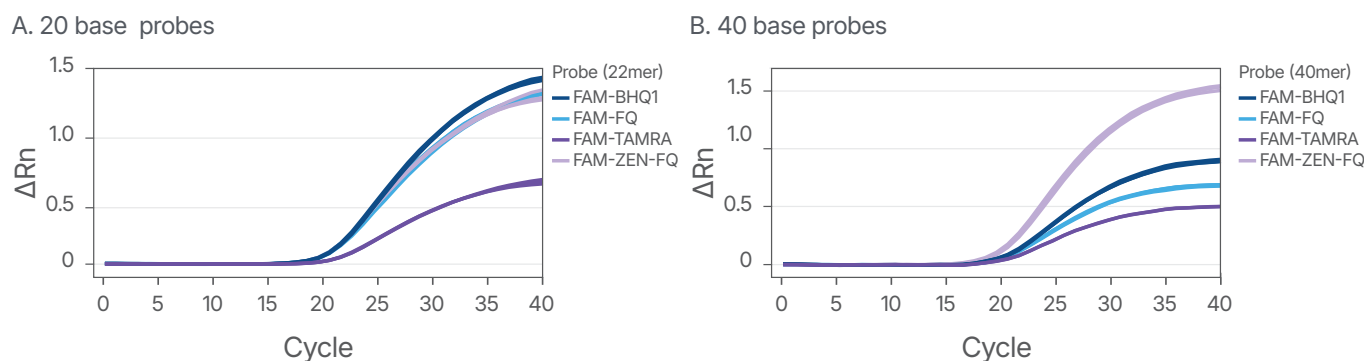 A. 20 base  probes
1.5
1.0
0.5
0
ΔRn
0 5 10 15 20 25 30 35 40
Cycle
Probe (22mer)
FAM-BHQ1
FAM-FQ
FAM-TAMRA
FAM-ZEN-FQ
B. 40 base probes
1.5
1.0
0.5
0
ΔRn
0 5 10 15 20 25 30 35 40
Cycle
Probe (40mer)
FAM-BHQ1
FAM-FQ
FAM-TAMRA
FAM-ZEN-FQ